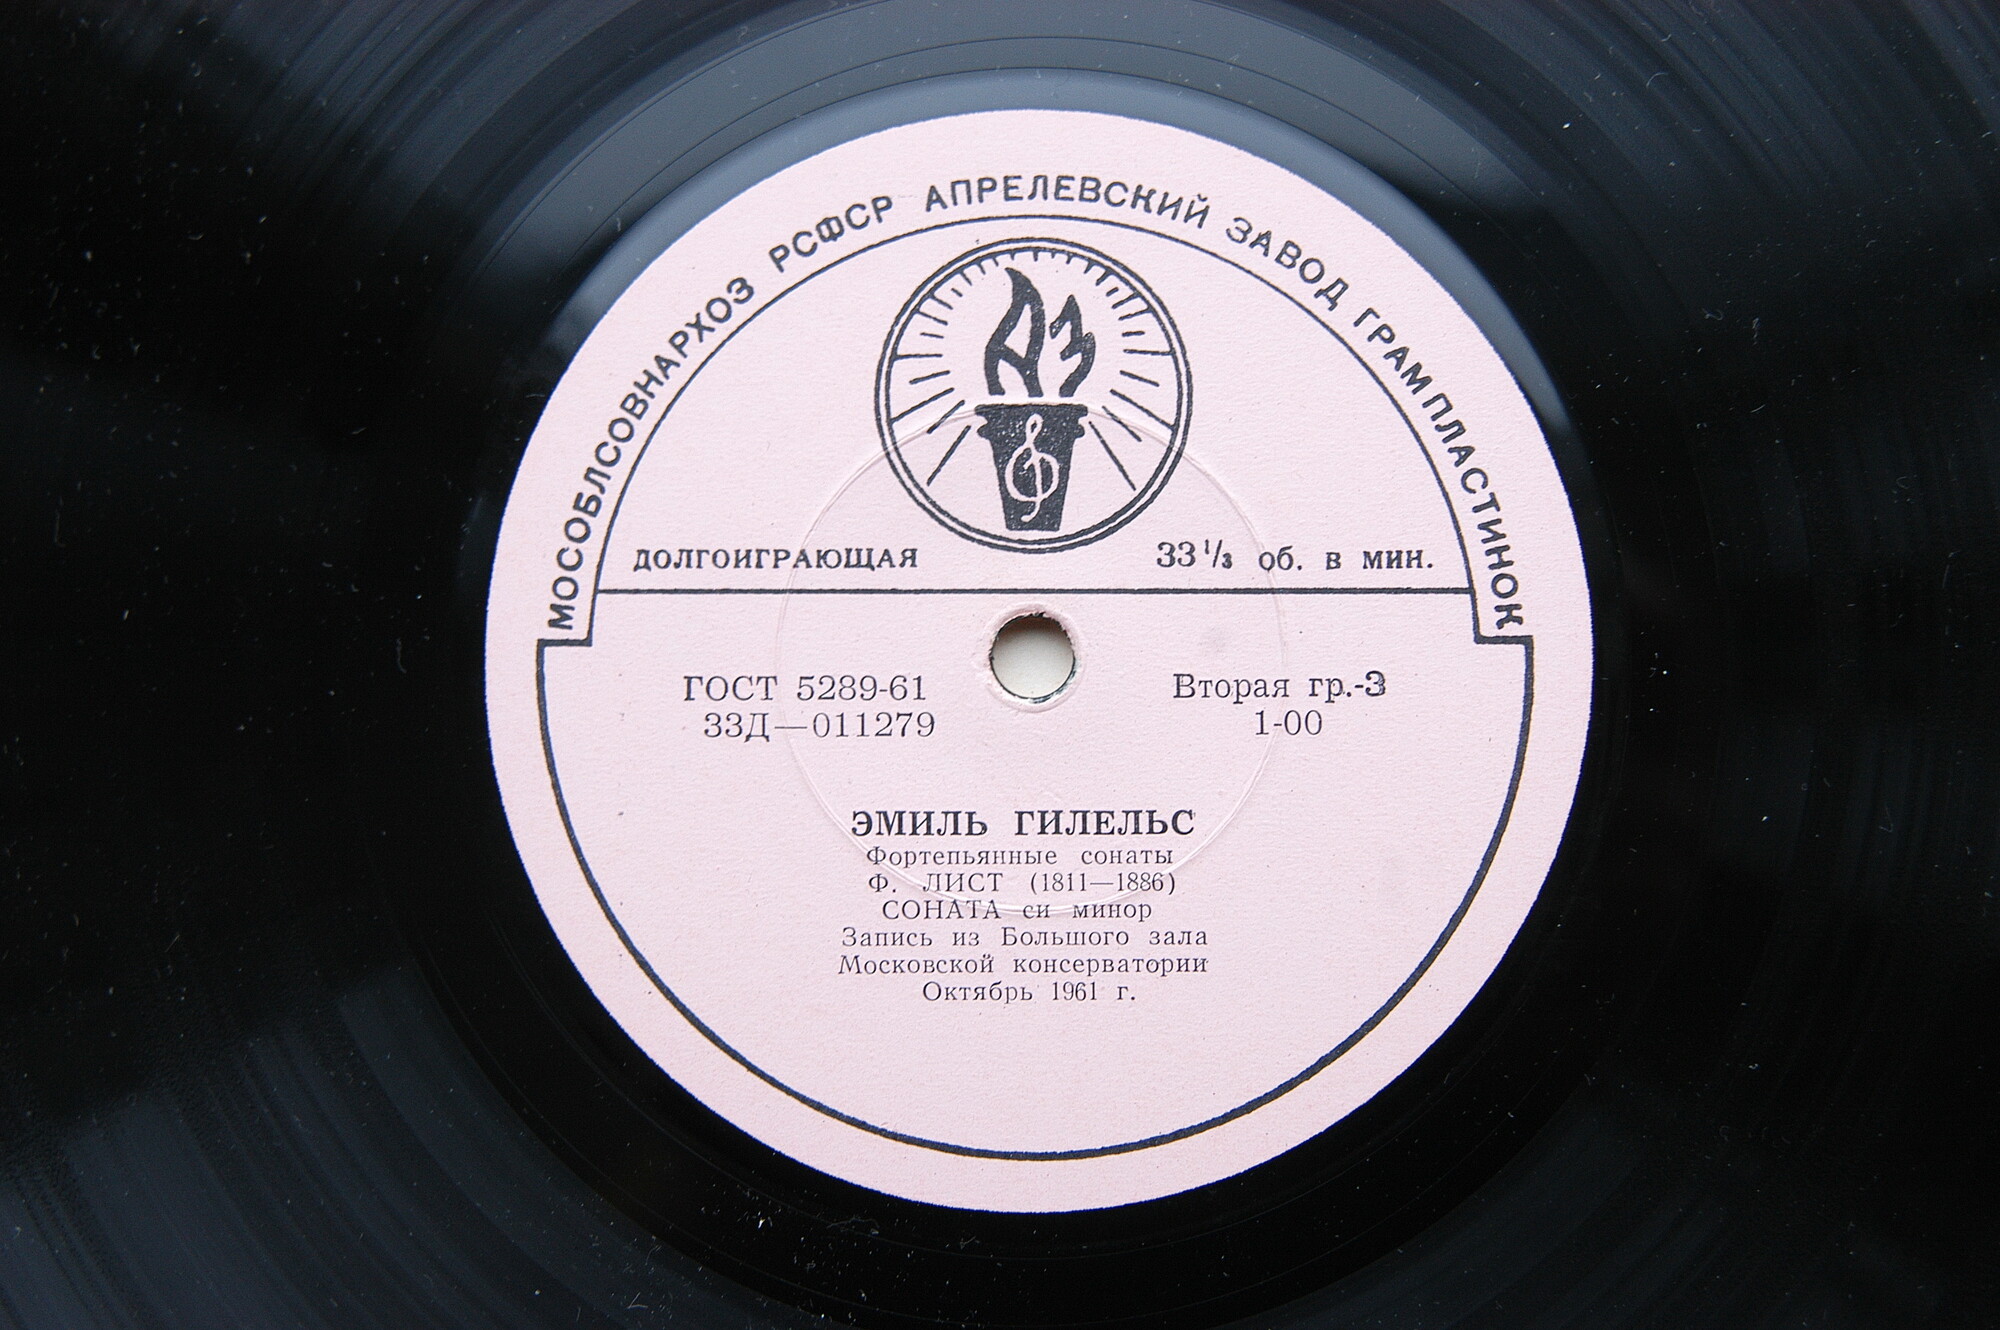 МОСОБЛСОВНАРХОЗ РСФСР АПРЕЛЕВСКИЙ ЗАВОД ГРАМПЛАСТИНОК
АЗ
ДОЛГОИГРАЮЩАЯ 33 1/3 об. в мин.
ГОСТ 5289-61 Вторая гр.-3
33Д—011279 1-00
ЭМИЛЬ ГИЛЕЛЬС
Фортепьянные сонаты
Ф. ЛИСТ (1811—1886)
СОНАТА си минор
Запись из Большого зала
Московской консерватории
Октябрь 1961 г.